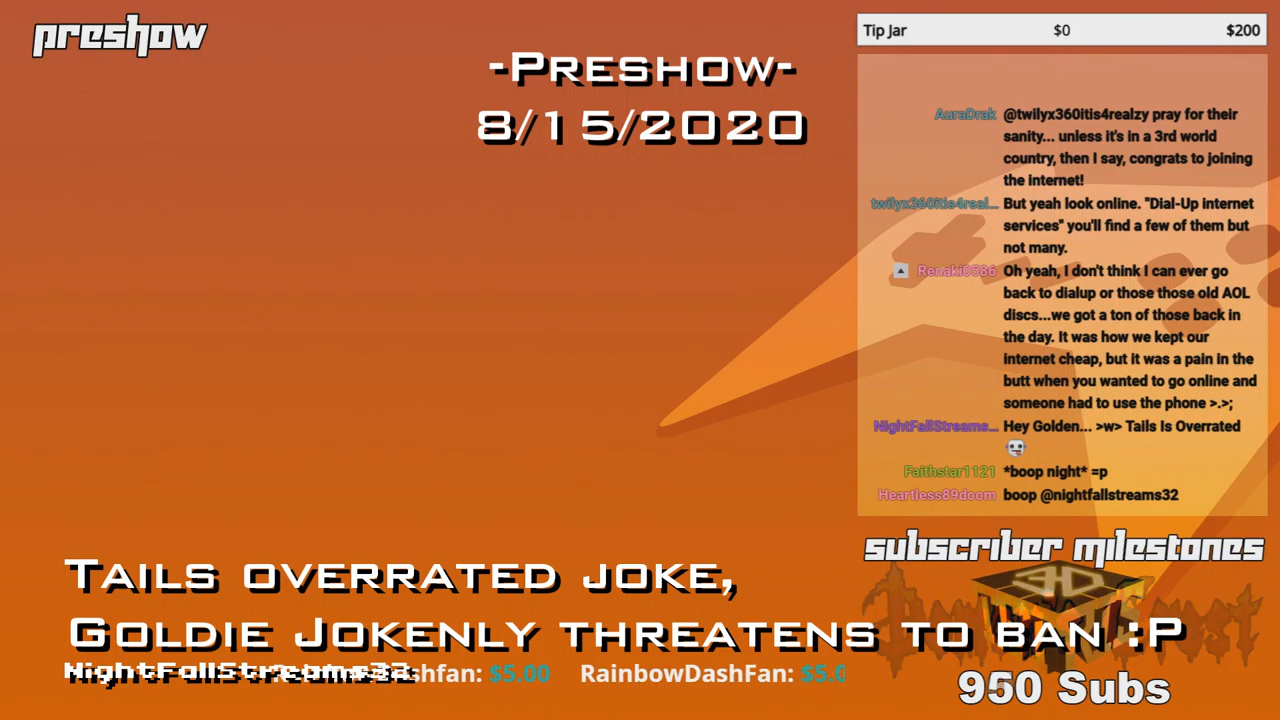 preshow
-Preshow-
8/15/2020
Tip Jar $0 $200
AuraDrak @twilyx360itis4realzy pray for their
sanity... unless it's in a 3rd world
country, then I say, congrats to joining
the internet!
twilyx360itis4real... But yeah look online. "Dial-Up internet
services" you'll find a few of them but
not many.
Renaki0586 Oh yeah, I don't think I can ever go
back to dialup or those those old AOL
discs...we got a ton of those back in
the day. It was how we kept our
internet cheap, but it was a pain in the
butt when you wanted to go online and
someone had to use the phone >.>;
NightFallStreams... Hey Golden... >w> Tails Is Overrated
Faithstar1121 *boop night* =p
Heartless89doom boop @nightfallstreams32
subscriber milestones
Tails overrated joke,
Goldie Jokenly threatens to ban :P
NightFallStreams32
shfan: $5.00 RainbowDashFan: $5.0
950 Subs